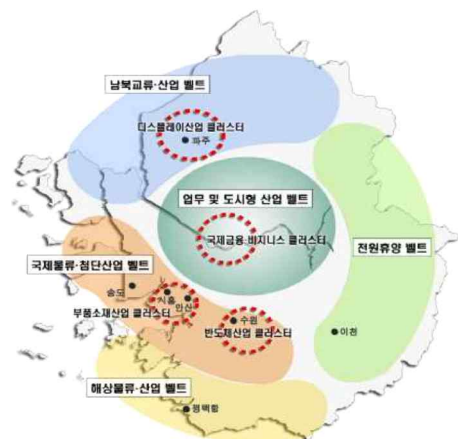 남북교류·산업 벨트
디스플레이산업 클러스터
파주
업무 및 도시형 산업 벨트
국제금융·비지니스 클러스터
전원휴양 벨트
국제물류·첨단산업벨트
송도
시흥
안산
부품소재산업 클러스터
수원
반도체산업 클러스터
이천
해상물류·산업 벨트
평택항